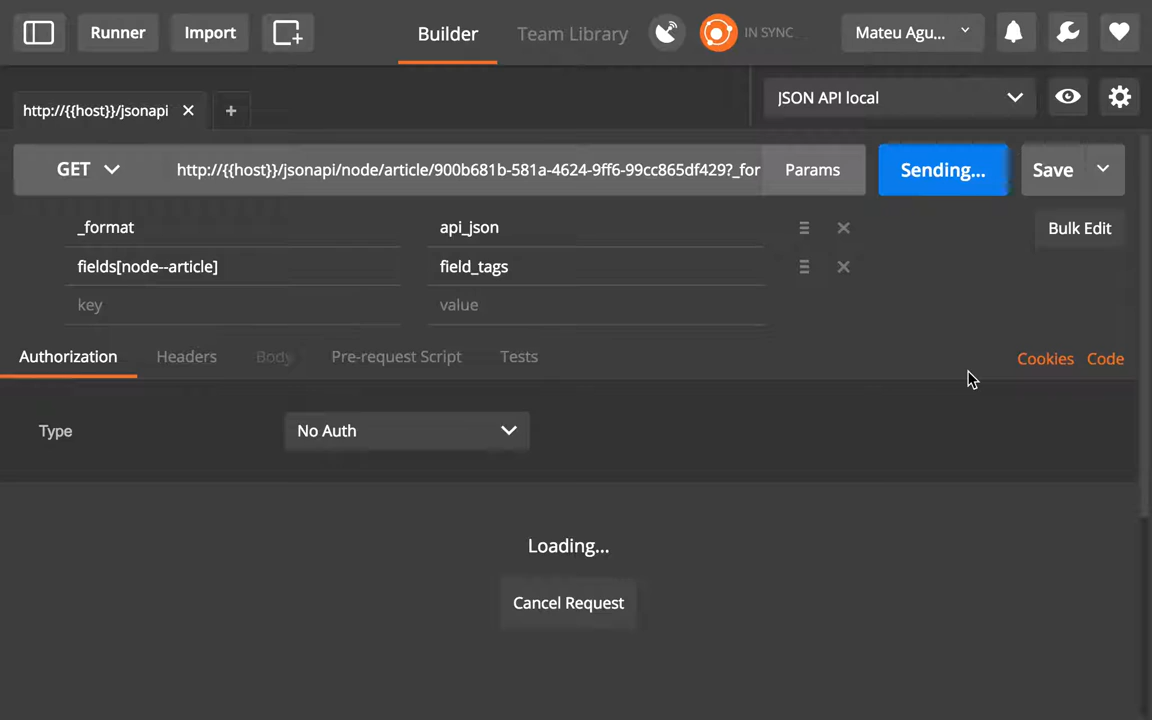 Runner Import Builder Team Library IN SYNC Mateu Agu...
http://{{host}}/jsonapi JSON API local
GET http://{{host}}/jsonapi/node/article/900b681b-581a-4624-9ff6-99cc865df429?_for Params Sending... Save
_format api_json Bulk Edit
fields[node--article] field_tags
key value
Authorization Headers Body Pre-request Script Tests Cookies Code
Type No Auth
Loading...
Cancel Request